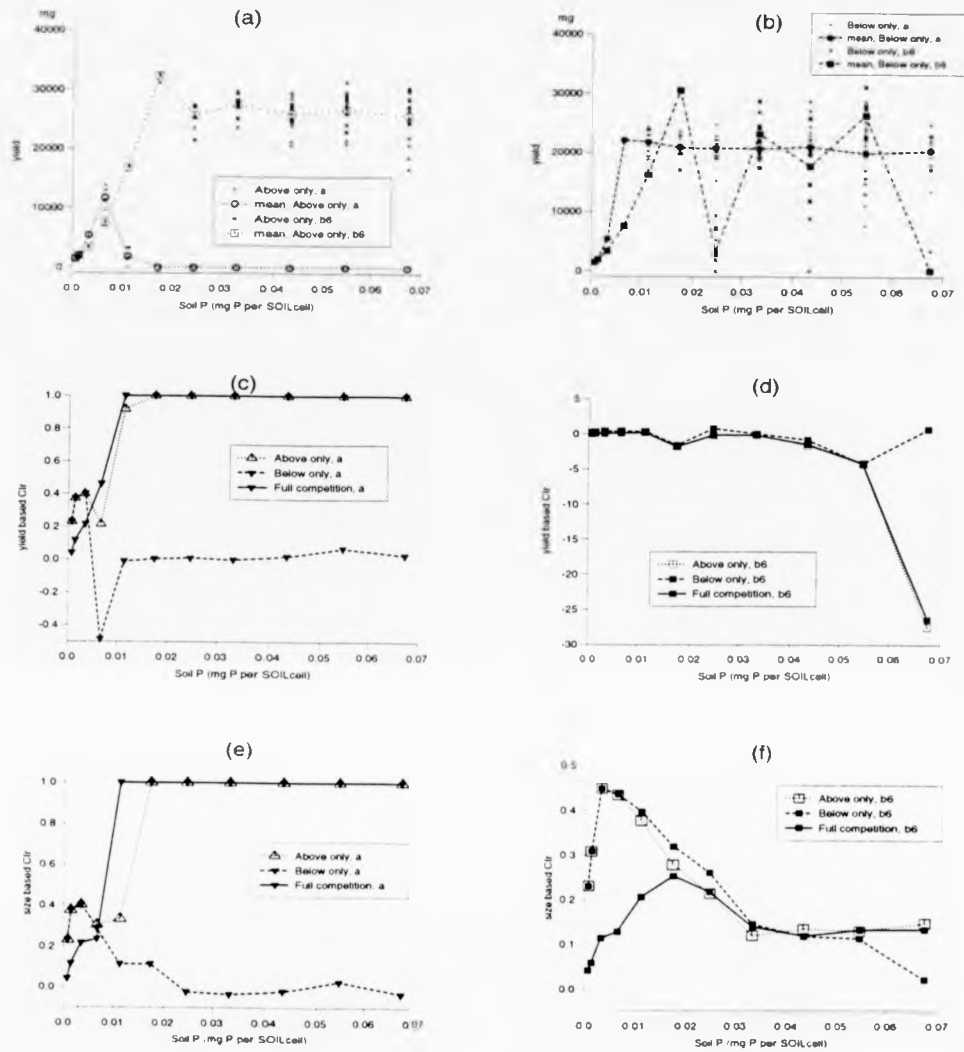 (a)
mg
40000
30000
20000
10000
0
yield
0.0 0.01 0.02 0.03 0.04 0.05 0.06 0.07
Soil P (mg P per SOILcell)
Above only, a
mean. Above only, a
Above only, b6
mean. Above only, b6
(b)
mg
40000
30000
20000
10000
0
yield
0.0 0.01 0.02 0.03 0.04 0.05 0.06 0.07
Soil P (mg P per SOILcell)
Below only, a
mean, Below only, a
Below only, b6
mean, Below only, b6
(c)
1.0
0.8
0.6
0.4
0.2
0.0
-0.4
yield based CIr
0.0 0.01 0.02 0.03 0.04 0.05 0.06 0.07
Soil P (mg P per SOILcell)
Above only, a
Below only, a
Full competition, a
(d)
5
0
-5
-10
-15
-20
-25
-30
yield based CIr
0.0 0.01 0.02 0.03 0.04 0.05 0.06 0.07
Soil P (mg P per SOILcell)
Above only, b6
Below only, b6
Full competition, b6
(e)
1.0
0.8
0.6
0.4
0.2
0.0
size based CIr
0.0 0.01 0.02 0.03 0.04 0.05 0.06 0.07
Soil P (mg P per SOILcell)
Above only, a
Below only, a
Full competition, a
(f)
0.5
0.4
0.3
0.2
0.1
0.0
size based CIr
0.0 0.01 0.02 0.03 0.04 0.05 0.06 0.07
Soil P (mg P per SOILcell)
Above only, b6
Below only, b6
Full competition, b6